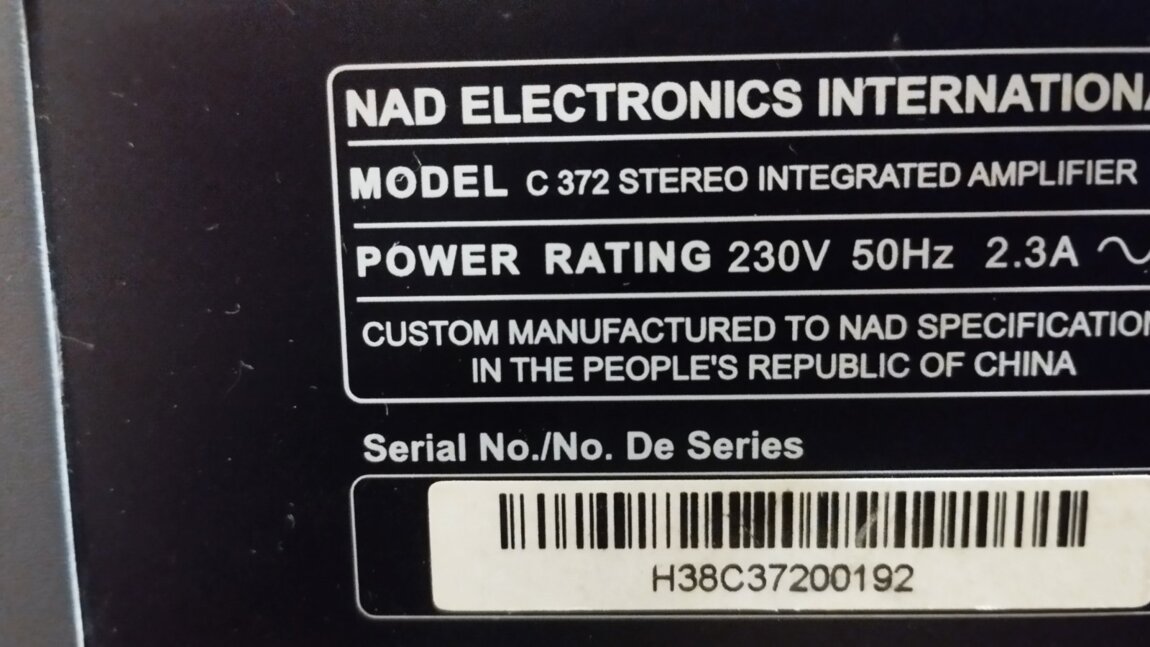 NAD ELECTRONICS INTERNATIONA
MODEL C 372 STEREO INTEGRATED AMPLIFIER
POWER RATING 230V 50Hz 2.3A ~
CUSTOM MANUFACTURED TO NAD SPECIFICATION
IN THE PEOPLE'S REPUBLIC OF CHINA
Serial No./No. De Series
H38C37200192